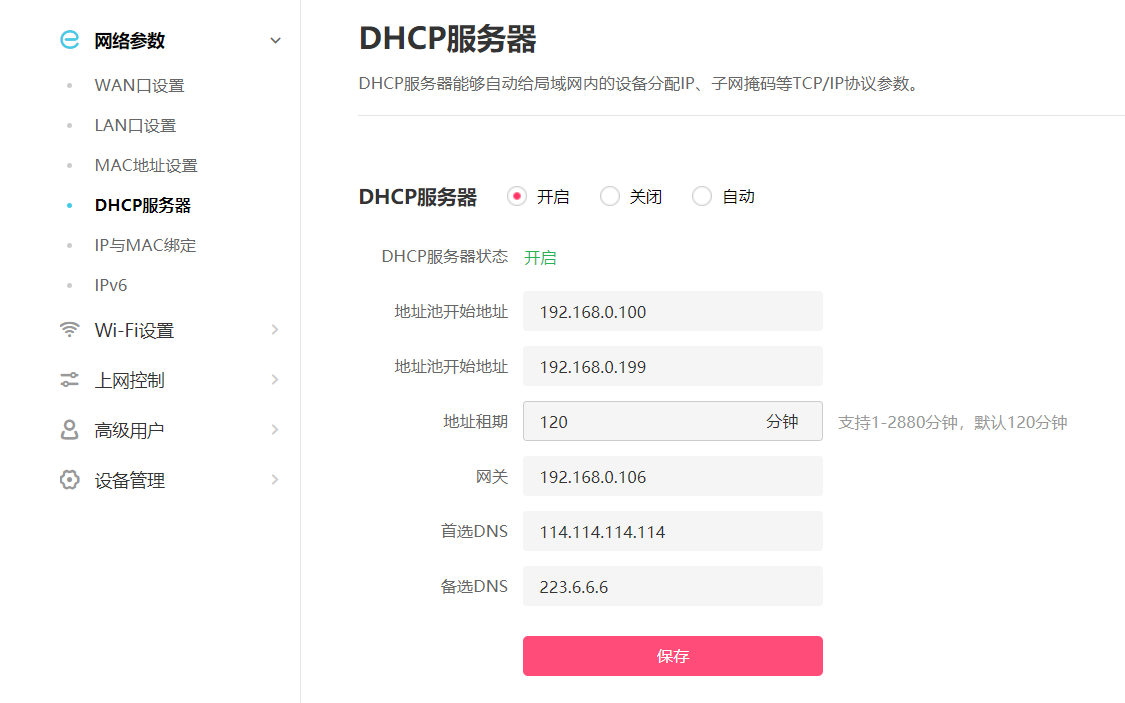 网络参数
WAN口设置
LAN口设置
MAC地址设置
DHCP服务器
IP与MAC绑定
IPv6
Wi-Fi设置
上网控制
高级用户
设备管理
DHCP服务器
DHCP服务器能够自动给局域网内的设备分配IP、子网掩码等TCP/IP协议参数。
DHCP服务器 开启 关闭 自动
DHCP服务器状态 开启
地址池开始地址 192.168.0.100
地址池开始地址 192.168.0.199
地址租期 120 分钟 支持1-2880分钟，默认120分钟
网关 192.168.0.106
首选DNS 114.114.114.114
备选DNS 223.6.6.6
保存